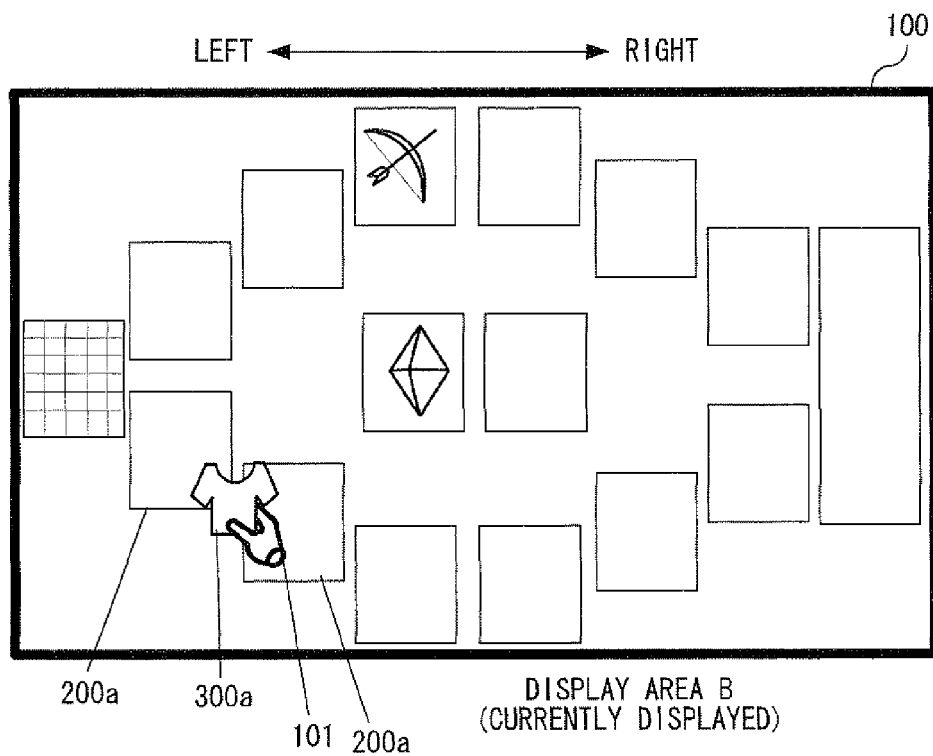 LEFT RIGHT
100
200a
300a
101
200a
DISPLAY AREA B
(CURRENTLY DISPLAYED)